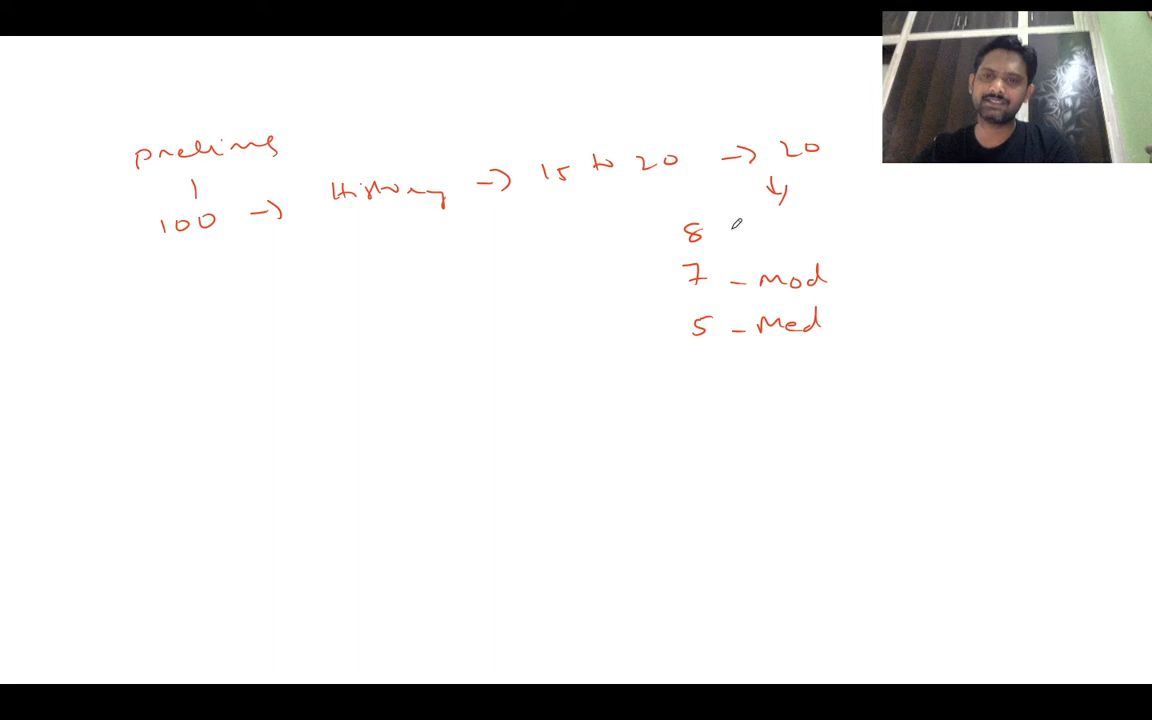 prelims
100 → History → 15 to 20 → 20
8
7 - Mod
5 - Med